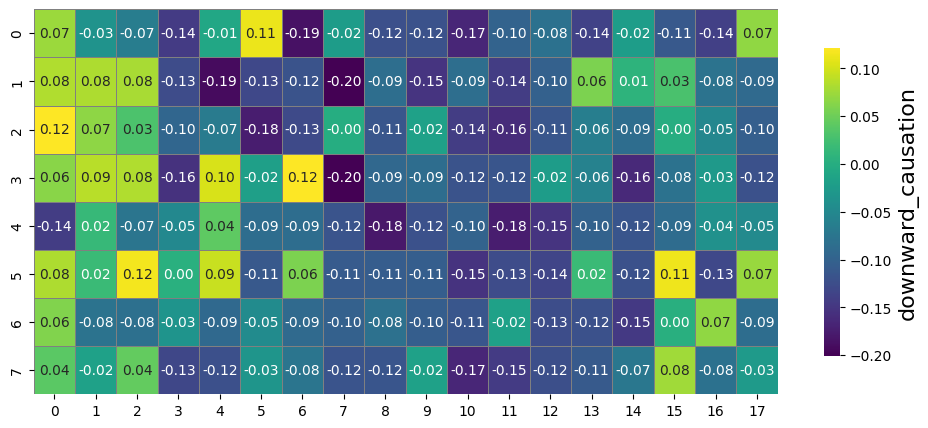 0 0.07 -0.03 -0.07 -0.14 -0.01 0.11 -0.19 -0.02 -0.12 -0.12 -0.17 -0.10 -0.08 -0.14 -0.02 -0.11 -0.14 0.07
1 0.08 0.08 0.08 -0.13 -0.19 -0.13 -0.12 -0.20 -0.09 -0.15 -0.09 -0.14 -0.10 0.06 0.01 0.03 -0.08 -0.09
2 0.12 0.07 0.03 -0.10 -0.07 -0.18 -0.13 -0.00 -0.11 -0.02 -0.14 -0.16 -0.11 -0.06 -0.09 -0.00 -0.05 -0.10
3 0.06 0.09 0.08 -0.16 0.10 -0.02 0.12 -0.20 -0.09 -0.09 -0.12 -0.12 -0.02 -0.06 -0.16 -0.08 -0.03 -0.12
4 -0.14 0.02 -0.07 -0.05 0.04 -0.09 -0.09 -0.12 -0.18 -0.12 -0.10 -0.18 -0.15 -0.10 -0.12 -0.09 -0.04 -0.05
5 0.08 0.02 0.12 0.00 0.09 -0.11 0.06 -0.11 -0.11 -0.11 -0.15 -0.13 -0.14 0.02 -0.12 0.11 -0.13 0.07
6 0.06 -0.08 -0.08 -0.03 -0.09 -0.05 -0.09 -0.10 -0.08 -0.10 -0.11 -0.02 -0.13 -0.12 -0.15 0.00 0.07 -0.09
7 0.04 -0.02 0.04 -0.13 -0.12 -0.03 -0.08 -0.12 -0.12 -0.02 -0.17 -0.15 -0.12 -0.11 -0.07 0.08 -0.08 -0.03
0 1 2 3 4 5 6 7 8 9 10 11 12 13 14 15 16 17
0.10
0.05
0.00
−0.05
−0.10
−0.15
−0.20
downward_causation